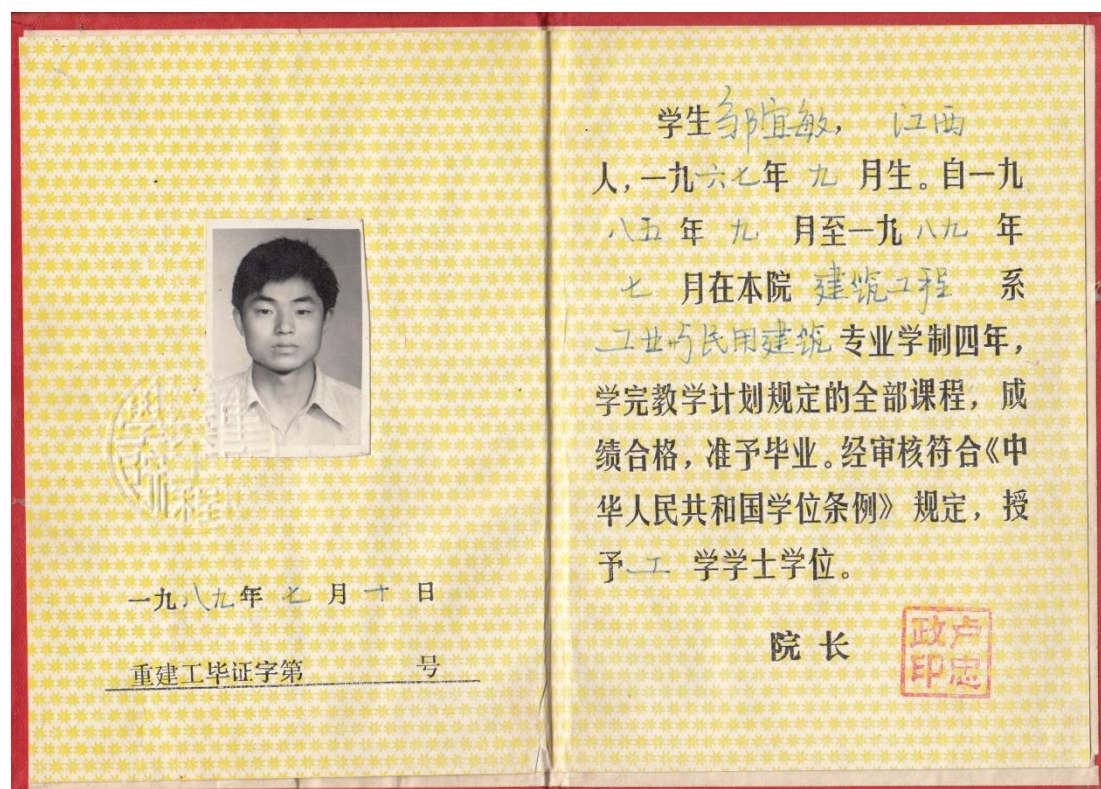 一九八九年 七 月 十 日
重建工毕证字第 号
学生邹宜敏， 江西
人，一九六七年 九 月生。自一九
八五 年 九 月至一九八九 年
七 月在本院 建筑工程 系
工业与民用建筑 专业学制四年，
学完教学计划规定的全部课程，成
绩合格，准予毕业。经审核符合《中
华人民共和国学位条例》规定，授
予 工 学学士学位。
院 长
卢忠政印